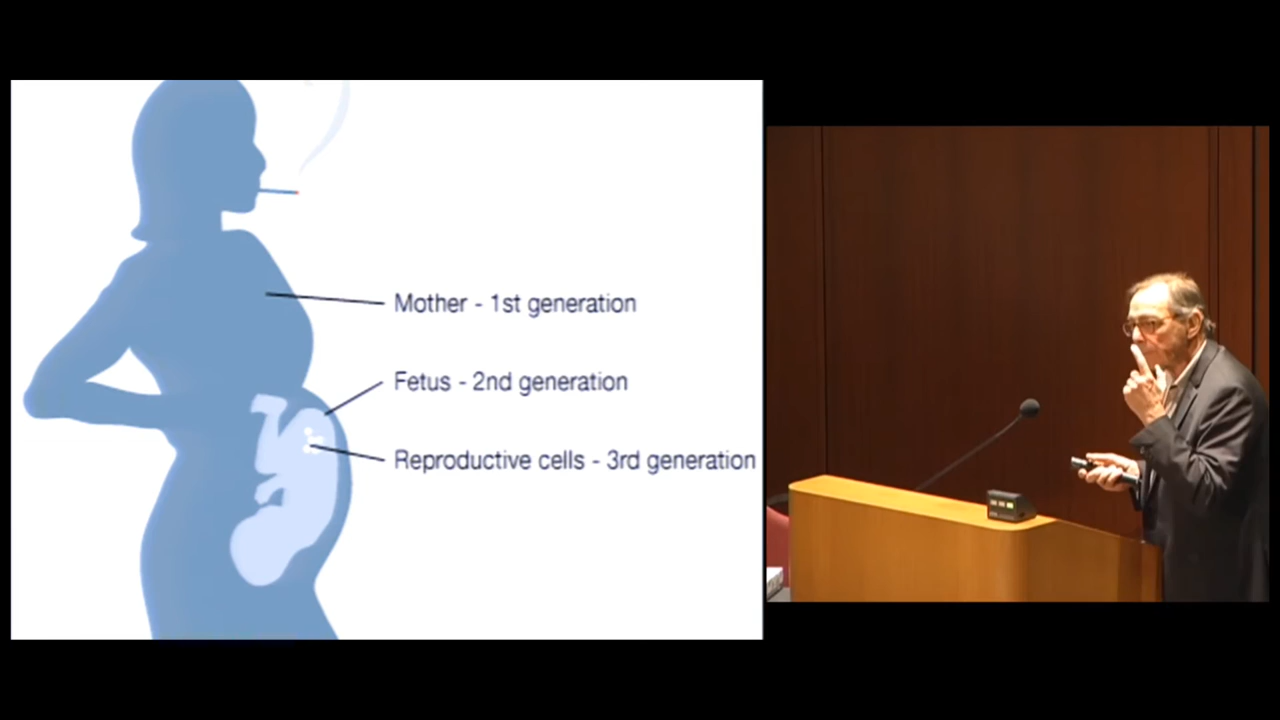 Mother - 1st generation
Fetus - 2nd generation
Reproductive cells - 3rd generation